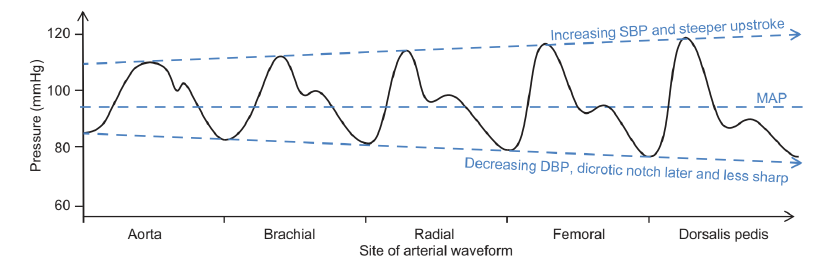 Increasing SBP and steeper upstroke
120
100
80
60
Pressure (mmHg)
MAP
Decreasing DBP, dicrotic notch later and less sharp
Aorta
Brachial
Radial
Femoral
Dorsalis pedis
Site of arterial waveform